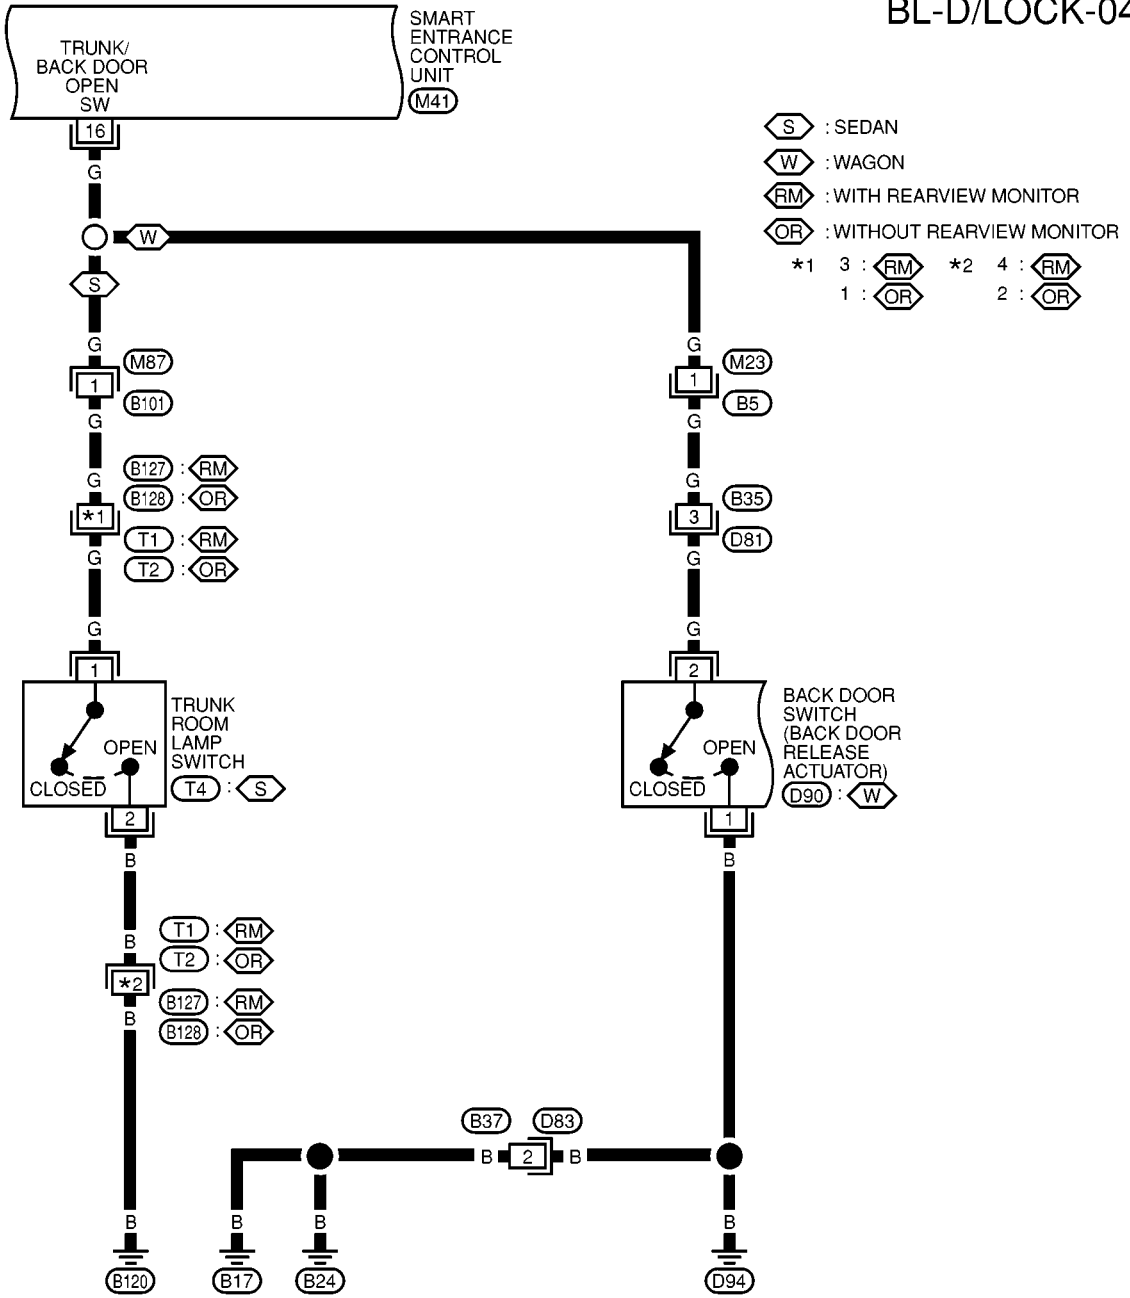 BL-D/LOCK-04
SMART
ENTRANCE
CONTROL
UNIT
M41
TRUNK/
BACK DOOR
OPEN
SW
16
G
S : SEDAN
W : WAGON
RM : WITH REARVIEW MONITOR
OR : WITHOUT REARVIEW MONITOR
*1 3 : RM *2 4 : RM
1 : OR 2 : OR
W
S
G
M87
1
B101
G
G
B127 : RM
B128 : OR
*1
T1 : RM
T2 : OR
G
G
1
TRUNK
ROOM
LAMP
SWITCH
T4 : S
OPEN
CLOSED
2
B
B
T1 : RM
T2 : OR
*2
B127 : RM
B128 : OR
B
B
B120
G
M23
1
B5
G
G
B35
3
D81
G
G
2
BACK DOOR
SWITCH
(BACK DOOR
RELEASE
ACTUATOR)
D90 : W
OPEN
CLOSED
1
B
B37 D83
B 2 B
B B B
B17 B24 D94